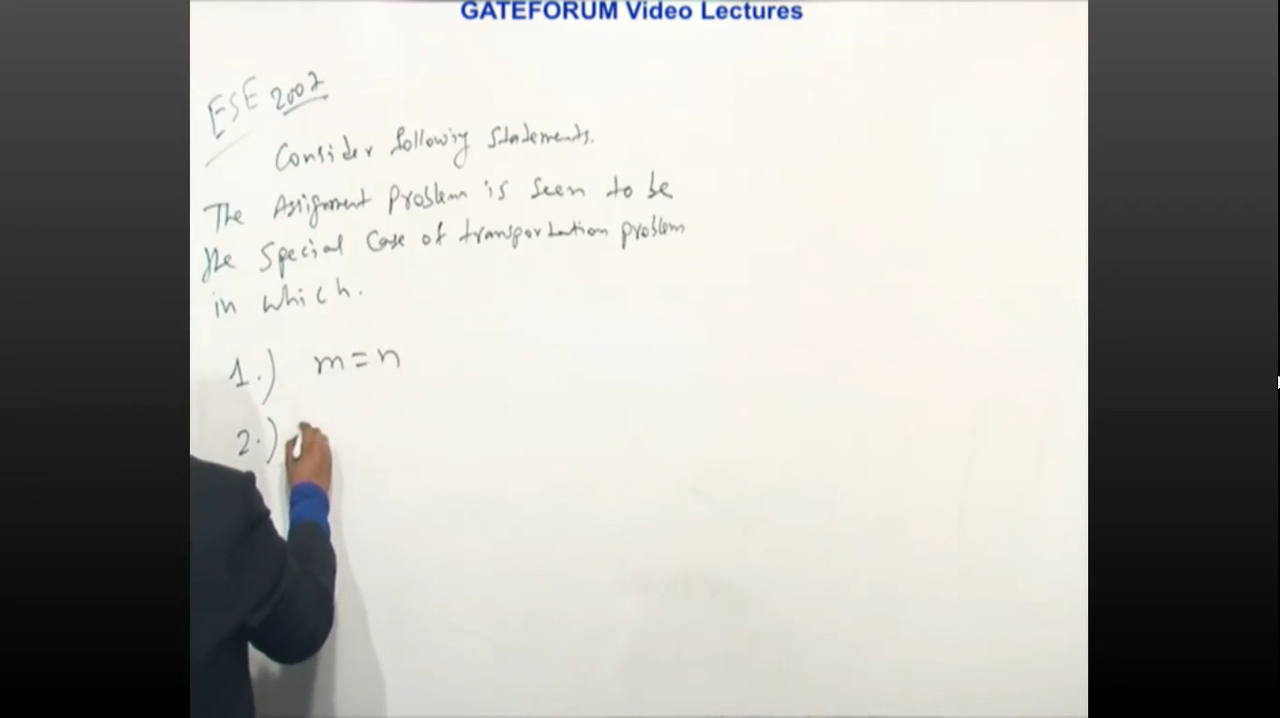 GATEFORUM Video Lectures
ESE 2007
Consider following Statements.
The Assignment Problem is seen to be
the Special Case of transportation problem
in which.
1.) m=n
2.)